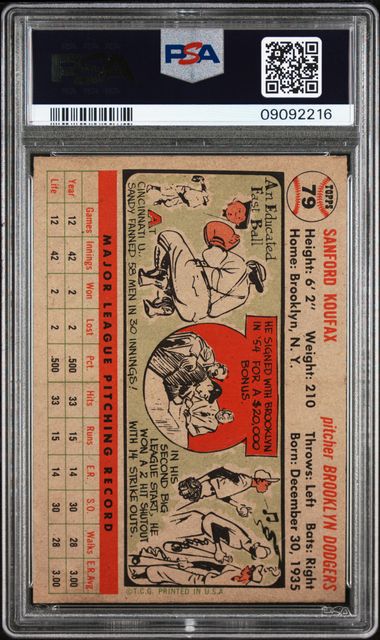 PSA
PSA
09092216
TOPPS
79
SANFORD KOUFAX
pitcher BROOKLYN DODGERS
Height: 6' 2" Weight: 210
Throws: Left Bats: Right
Home: Brooklyn, N. Y.
Born: December 30, 1935
An Educated
Fast Ball
A
AT
CINCINNATI U.,
SANDY FANNED 58 MEN IN 30 INNINGS!
HE SIGNED
WITH BROOKLYN
IN '54 FOR A
$20,000
BONUS.
IN HIS
SECOND BIG
LEAGUE START, HE
WON A 2 HIT SHUTOUT
WITH 14 STRIKE OUTS.
MAJOR LEAGUE PITCHING RECORD
Games Innings Won Lost Pct. Hits Runs E.R. S.O. Walks E.R.Avg.
Year 12 42 2 2 .500 33 15 14 30 28 3.00
Life 12 42 2 2 .500 33 15 14 30 28 3.00
©T.C.G. PRINTED IN U.S.A.